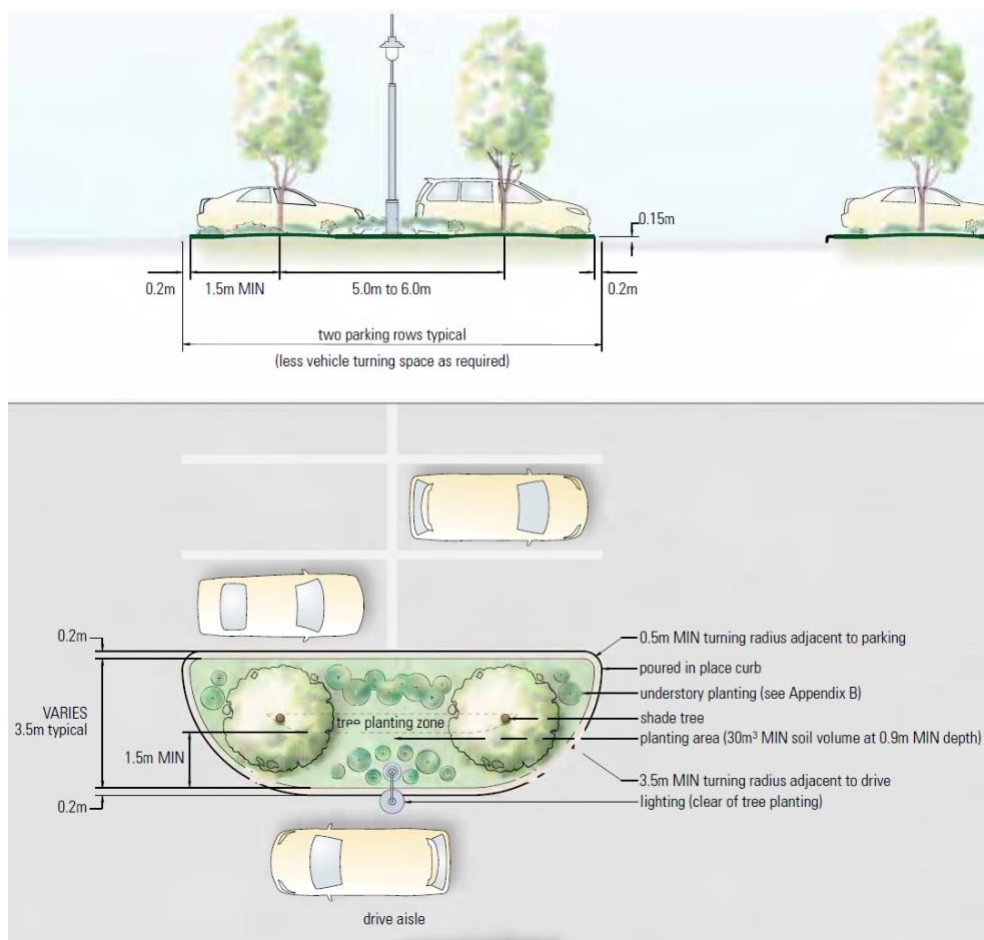 0.15m
0.2m
1.5m MIN
5.0m to 6.0m
0.2m
two parking rows typical
(less vehicle turning space as required)
0.2m
VARIES
3.5m typical
1.5m MIN
0.2m
tree planting zone
0.5m MIN turning radius adjacent to parking
poured in place curb
understory planting (see Appendix B)
shade tree
planting area (30m³ MIN soil volume at 0.9m MIN depth)
3.5m MIN turning radius adjacent to drive
lighting (clear of tree planting)
drive aisle